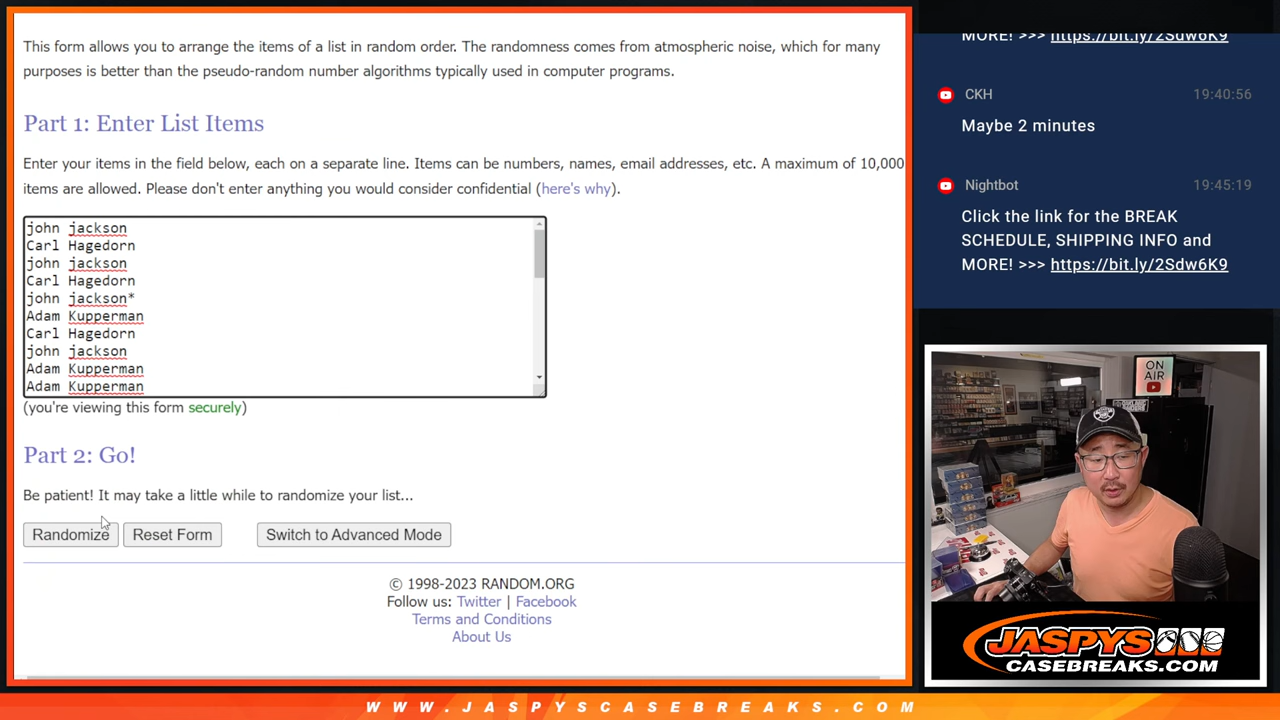 This form allows you to arrange the items of a list in random order. The randomness comes from atmospheric noise, which for many
purposes is better than the pseudo-random number algorithms typically used in computer programs.
Part 1: Enter List Items
Enter your items in the field below, each on a separate line. Items can be numbers, names, email addresses, etc. A maximum of 10,000
items are allowed. Please don't enter anything you would consider confidential (here's why).
john jackson
Carl Hagedorn
john jackson
Carl Hagedorn
john jackson*
Adam Kupperman
Carl Hagedorn
john jackson
Adam Kupperman
Adam Kupperman
(you're viewing this form securely)
Part 2: Go!
Be patient! It may take a little while to randomize your list...
Randomize
Reset Form
Switch to Advanced Mode
© 1998-2023 RANDOM.ORG
Follow us: Twitter | Facebook
Terms and Conditions
About Us
MORE! >>> https://bit.ly/2Sdw6K9
CKH 19:40:56
Maybe 2 minutes
Nightbot 19:45:19
Click the link for the BREAK
SCHEDULE, SHIPPING INFO and
MORE! >>> https://bit.ly/2Sdw6K9
ON
AIR
JASPYS
CASEBREAKS.COM
WWW.JASPYSCASEBREAKS.COM